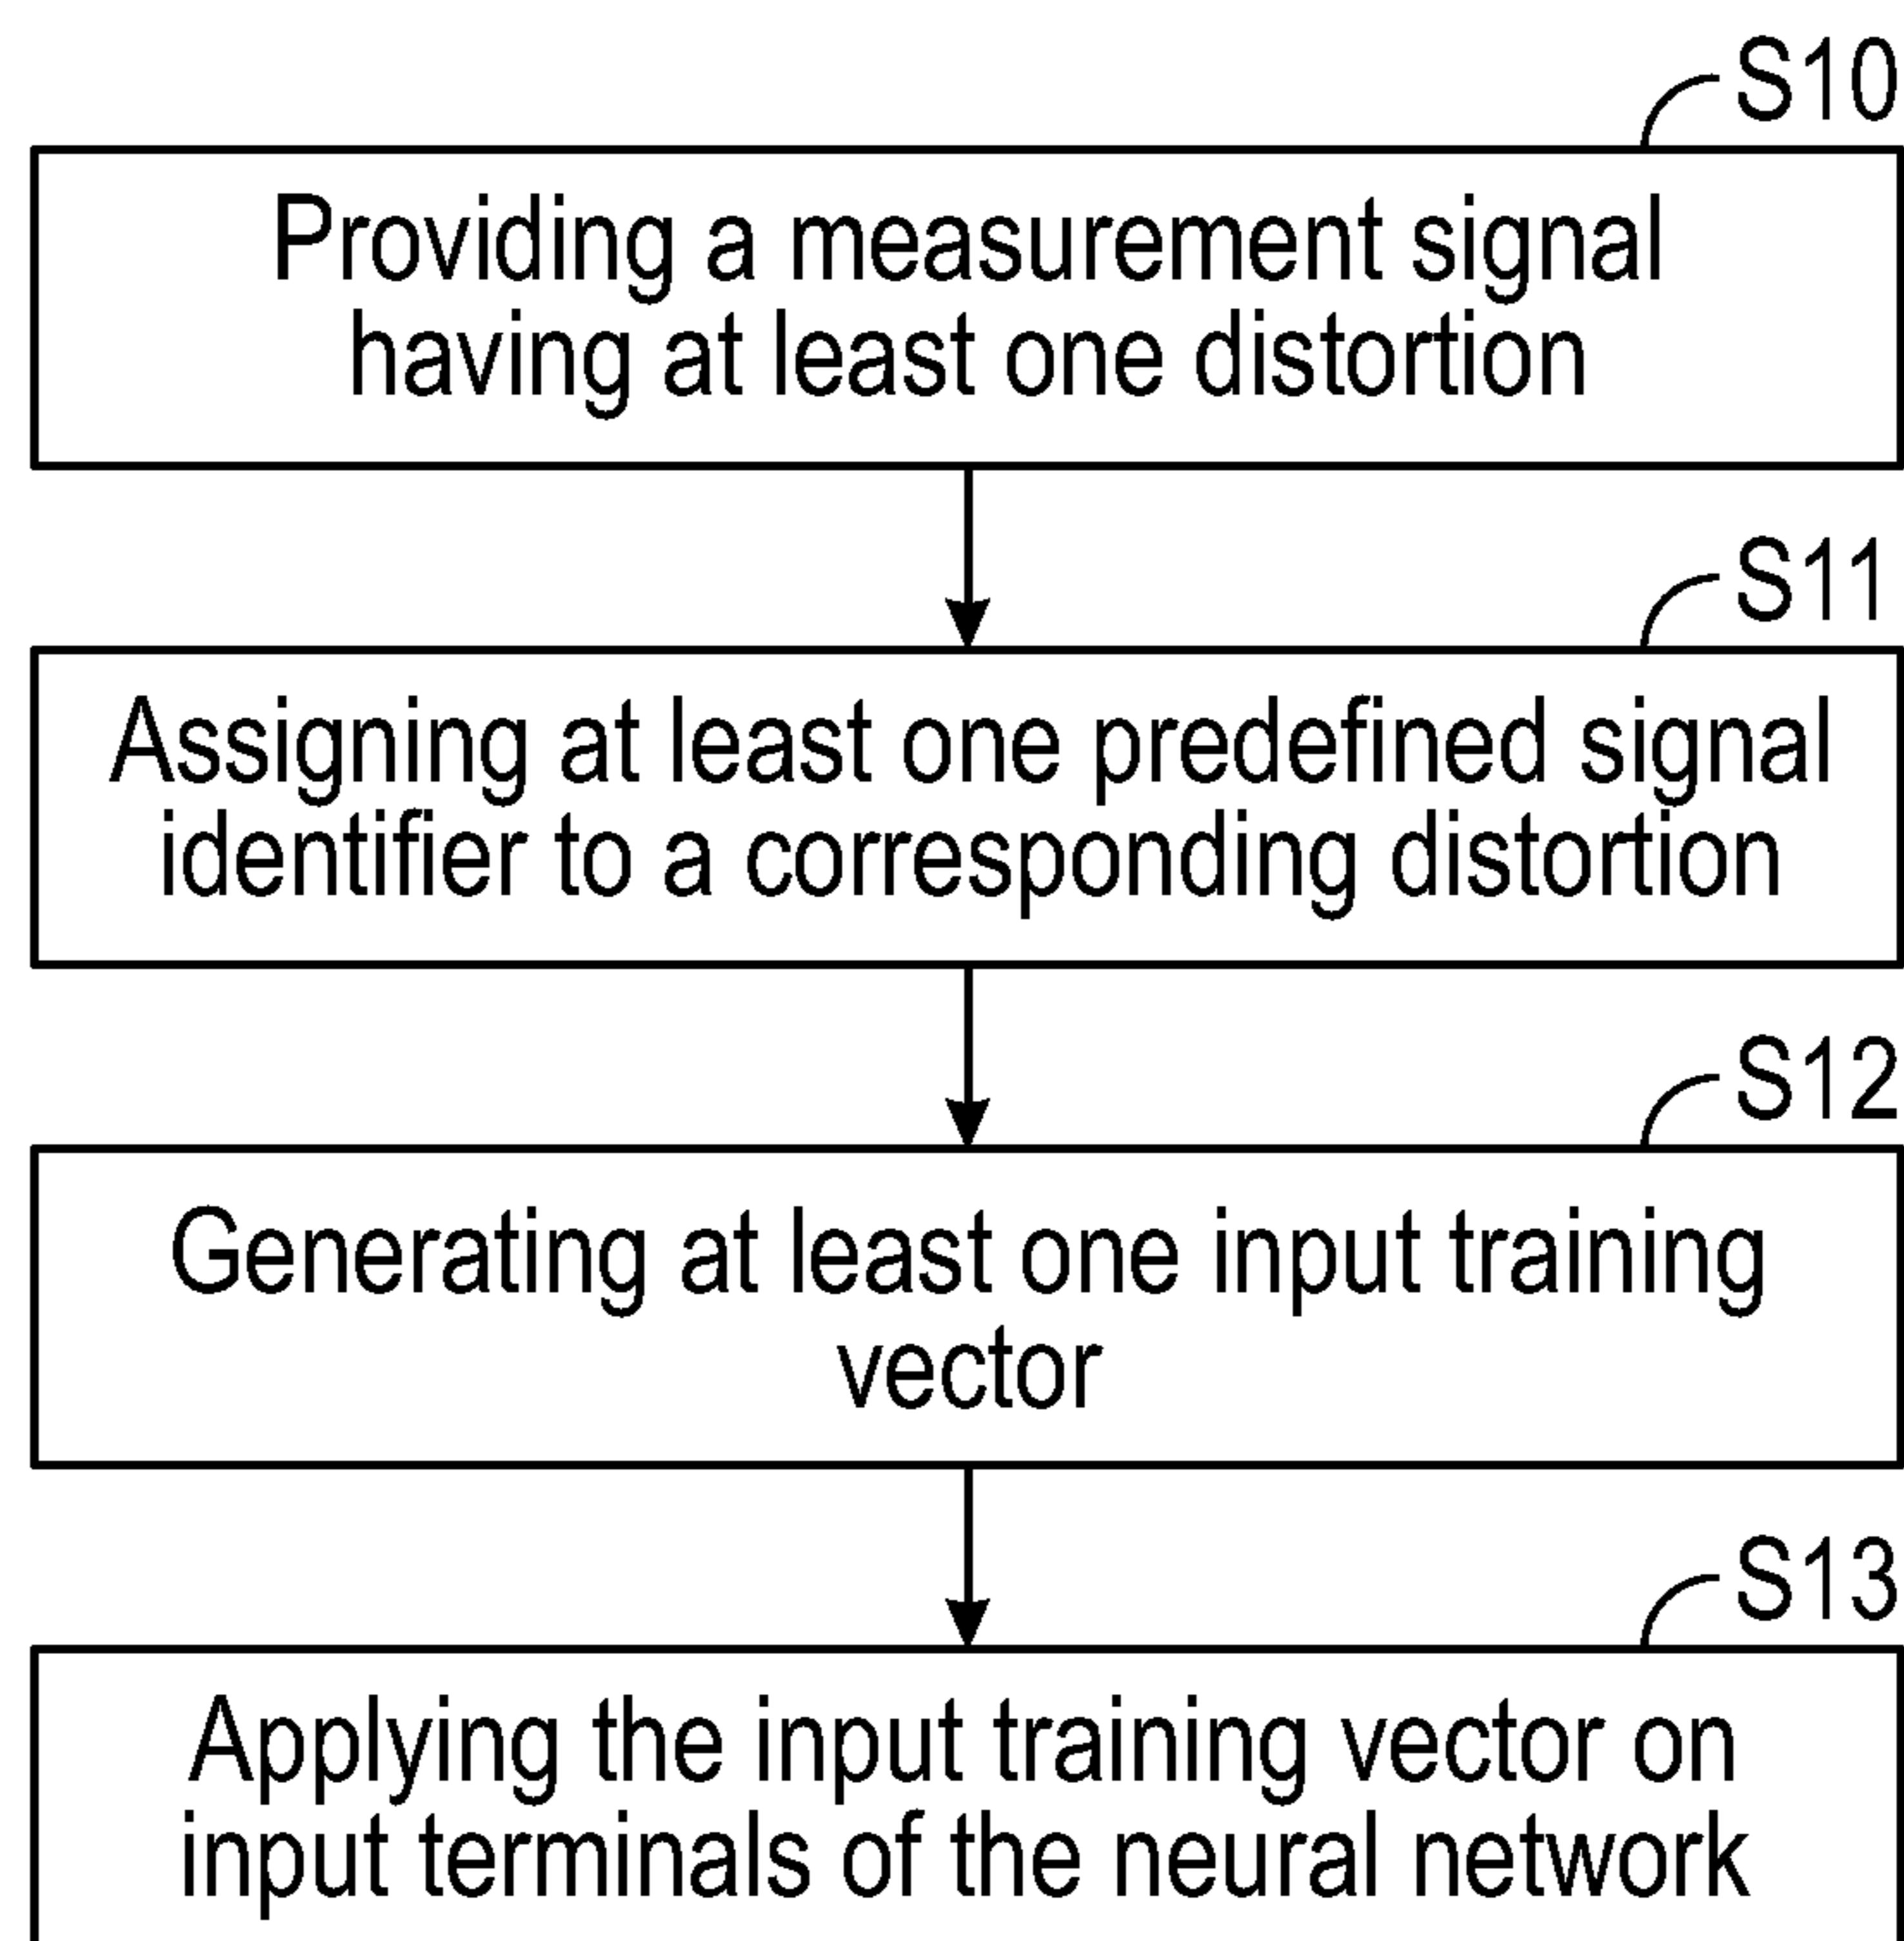 S10
Providing a measurement signal
having at least one distortion
S11
Assigning at least one predefined signal
identifier to a corresponding distortion
S12
Generating at least one input training
vector
S13
Applying the input training vector on
input terminals of the neural network